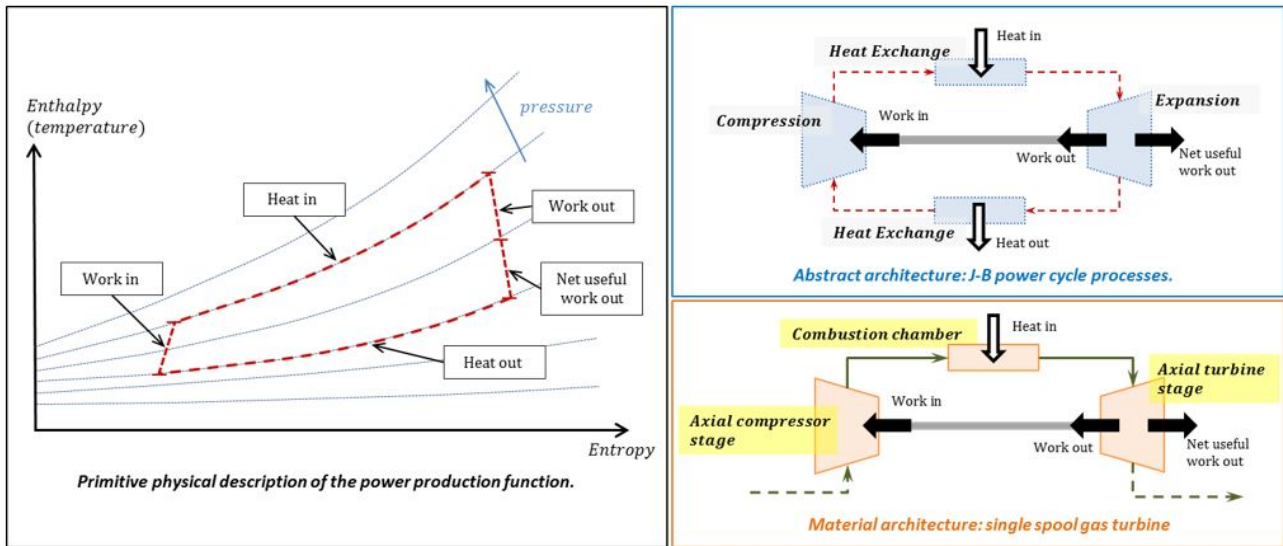 Enthalpy
(temperature)
pressure
Heat in
Work out
Work in
Net useful
work out
Heat out
Entropy
Primitive physical description of the power production function.
Heat in
Heat Exchange
Expansion
Compression
Work in
Work out
Net useful
work out
Heat Exchange
Heat out
Abstract architecture: J-B power cycle processes.
Combustion chamber
Heat in
Axial turbine
stage
Work in
Axial compressor
stage
Work out
Net useful
work out
Material architecture: single spool gas turbine